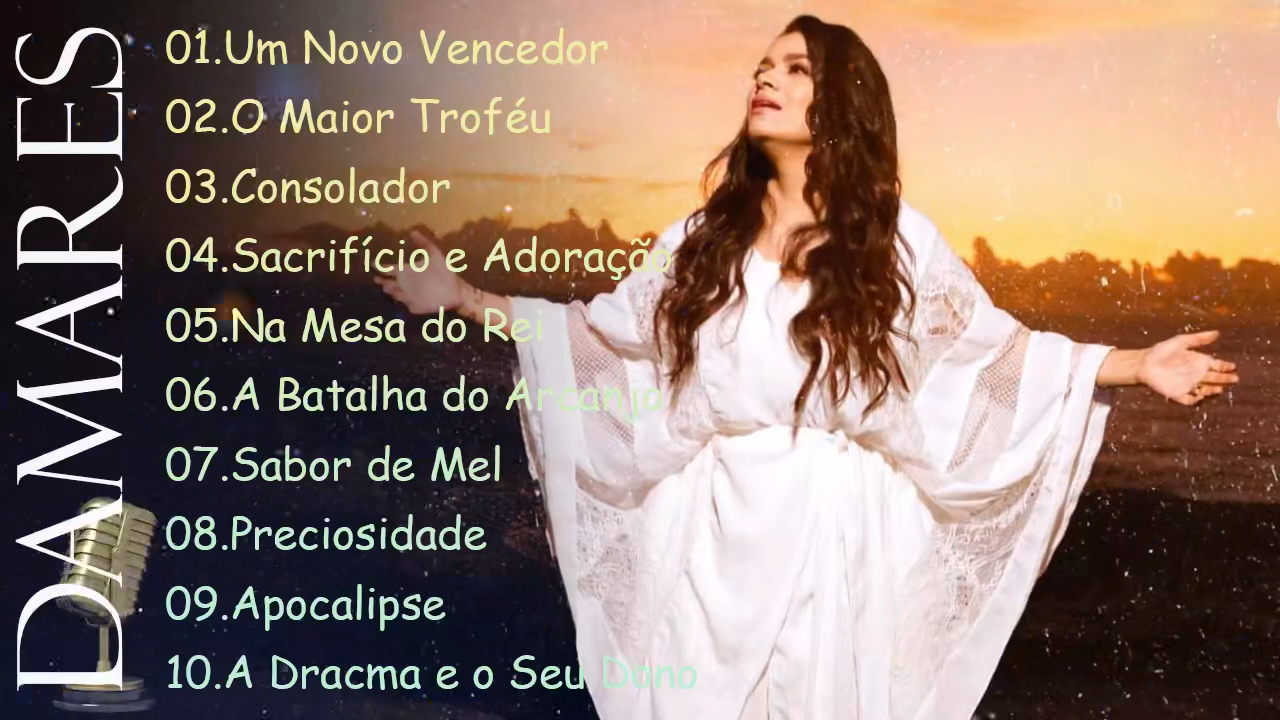 DAMARES
01.Um Novo Vencedor
02.O Maior Troféu
03.Consolador
04.Sacrifício e Adoração
05.Na Mesa do Rei
06.A Batalha do Arcanjo
07.Sabor de Mel
08.Preciosidade
09.Apocalipse
10.A Dracma e o Seu Dono